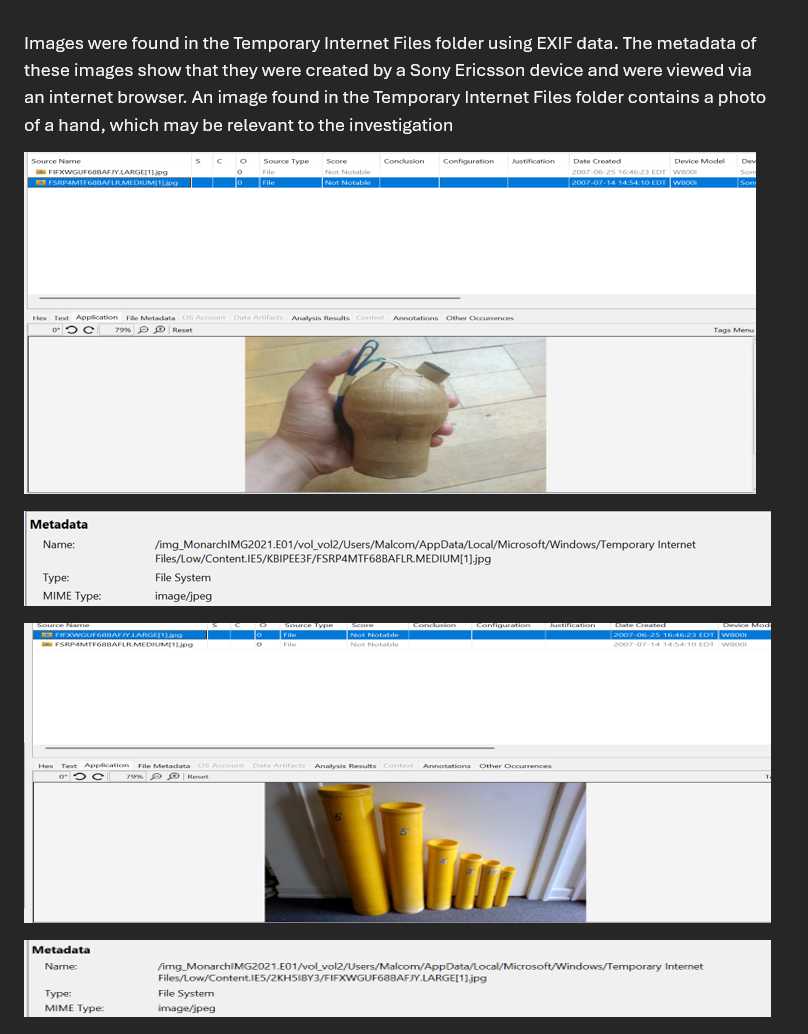 Images were found in the Temporary Internet Files folder using EXIF data. The metadata of
these images show that they were created by a Sony Ericsson device and were viewed via
an internet browser. An image found in the Temporary Internet Files folder contains a photo
of a hand, which may be relevant to the investigation
Source Name S C O Source Type Score Conclusion Configuration Justification Date Created Device Model Dev
FIFXWGUF68BAFJY.LARGE[1].jpg 0 File Not Notable 2007-06-25 16:46:23 EDT W800i Son
FSRP4MTF68BAFLR.MEDIUM[1].jpg 0 File Not Notable 2007-07-14 14:54:10 EDT W800i Son
Hex Text Application File Metadata OS Account Data Artifacts Analysis Results Context Annotations Other Occurrences
0° 79% Reset Tags Menu
Metadata
Name: /img_MonarchIMG2021.E01/vol_vol2/Users/Malcom/AppData/Local/Microsoft/Windows/Temporary Internet
Files/Low/Content.IE5/KBIPEE3F/FSRP4MTF68BAFLR.MEDIUM[1].jpg
Type: File System
MIME Type: image/jpeg
Source Name S C O Source Type Score Conclusion Configuration Justification Date Created Device Mod
FIFXWGUF68BAFJY.LARGE[1].jpg 0 File Not Notable 2007-06-25 16:46:23 EDT W800i
FSRP4MTF68BAFLR.MEDIUM[1].jpg 0 File Not Notable 2007-07-14 14:54:10 EDT W800i
Hex Text Application File Metadata OS Account Data Artifacts Analysis Results Context Annotations Other Occurrences
0° 79% Reset T
6" 5" 4" 3"
Metadata
Name: /img_MonarchIMG2021.E01/vol_vol2/Users/Malcom/AppData/Local/Microsoft/Windows/Temporary Internet
Files/Low/Content.IE5/2KH5I8Y3/FIFXWGUF68BAFJY.LARGE[1].jpg
Type: File System
MIME Type: image/jpeg